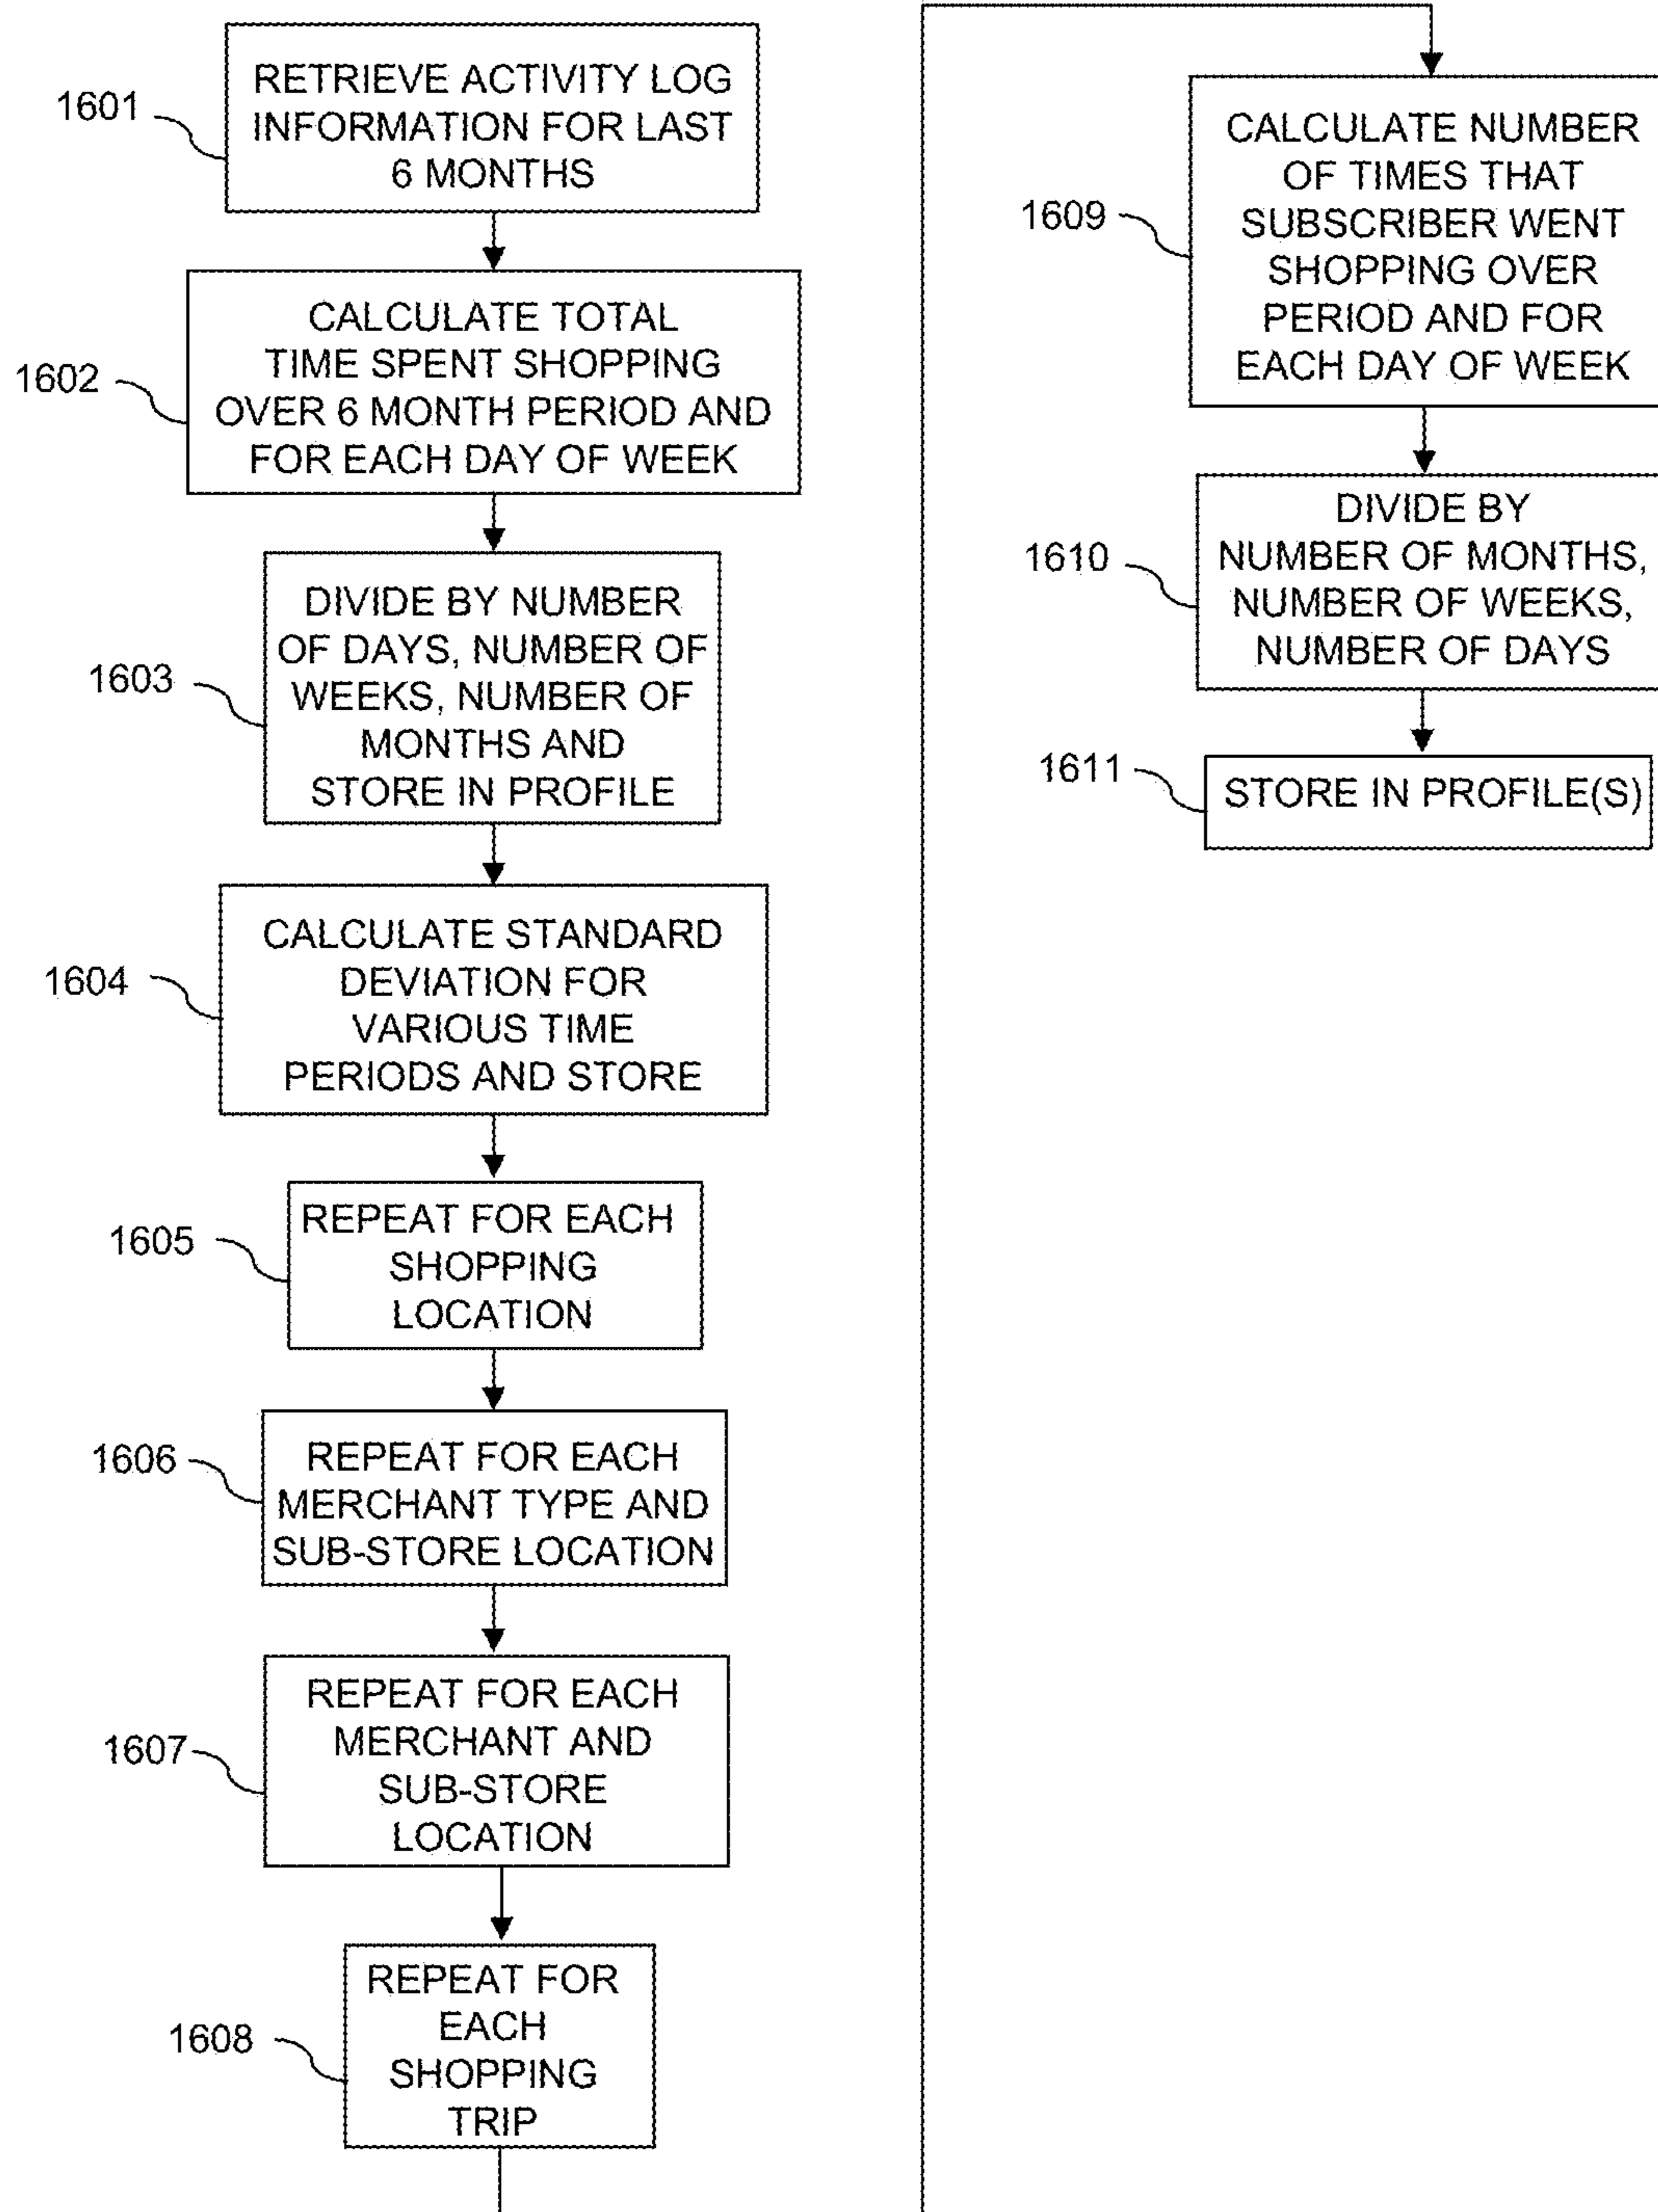 1601
RETRIEVE ACTIVITY LOG
INFORMATION FOR LAST
6 MONTHS
1602
CALCULATE TOTAL
TIME SPENT SHOPPING
OVER 6 MONTH PERIOD AND
FOR EACH DAY OF WEEK
1603
DIVIDE BY NUMBER
OF DAYS, NUMBER OF
WEEKS, NUMBER OF
MONTHS AND
STORE IN PROFILE
1604
CALCULATE STANDARD
DEVIATION FOR
VARIOUS TIME
PERIODS AND STORE
1605
REPEAT FOR EACH
SHOPPING
LOCATION
1606
REPEAT FOR EACH
MERCHANT TYPE AND
SUB-STORE LOCATION
1607
REPEAT FOR EACH
MERCHANT AND
SUB-STORE
LOCATION
1608
REPEAT FOR
EACH
SHOPPING
TRIP
1609
CALCULATE NUMBER
OF TIMES THAT
SUBSCRIBER WENT
SHOPPING OVER
PERIOD AND FOR
EACH DAY OF WEEK
1610
DIVIDE BY
NUMBER OF MONTHS,
NUMBER OF WEEKS,
NUMBER OF DAYS
1611
STORE IN PROFILE(S)